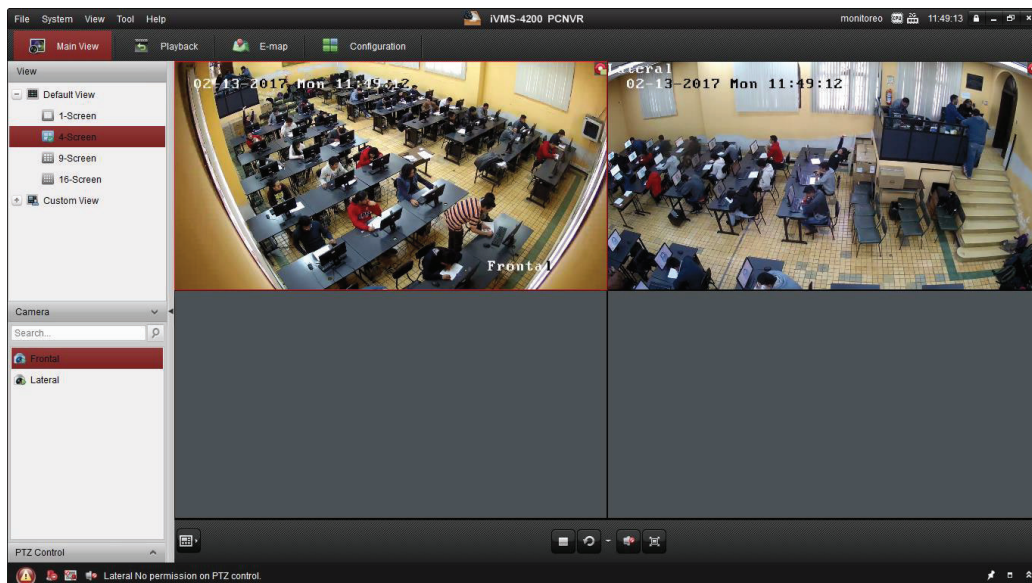 File System View Tool Help
iVMS-4200 PCNVR
monitoreo
11:49:13
Main View
Playback
E-map
Configuration
View
Default View
1-Screen
4-Screen
9-Screen
16-Screen
Custom View
Camera
Search...
Frontal
Lateral
PTZ Control
02-13-2017 Mon 11:49:12
Frontal
Lateral
02-13-2017 Mon 11:49:12
Lateral No permission on PTZ control.